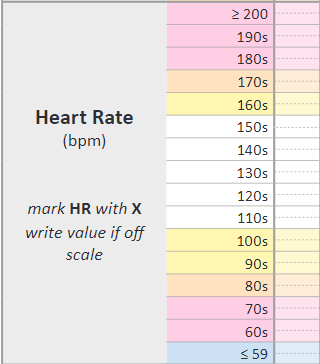 Heart Rate
(bpm)
mark HR with X
write value if off
scale
≥ 200
190s
180s
170s
160s
150s
140s
130s
120s
110s
100s
90s
80s
70s
60s
≤ 59